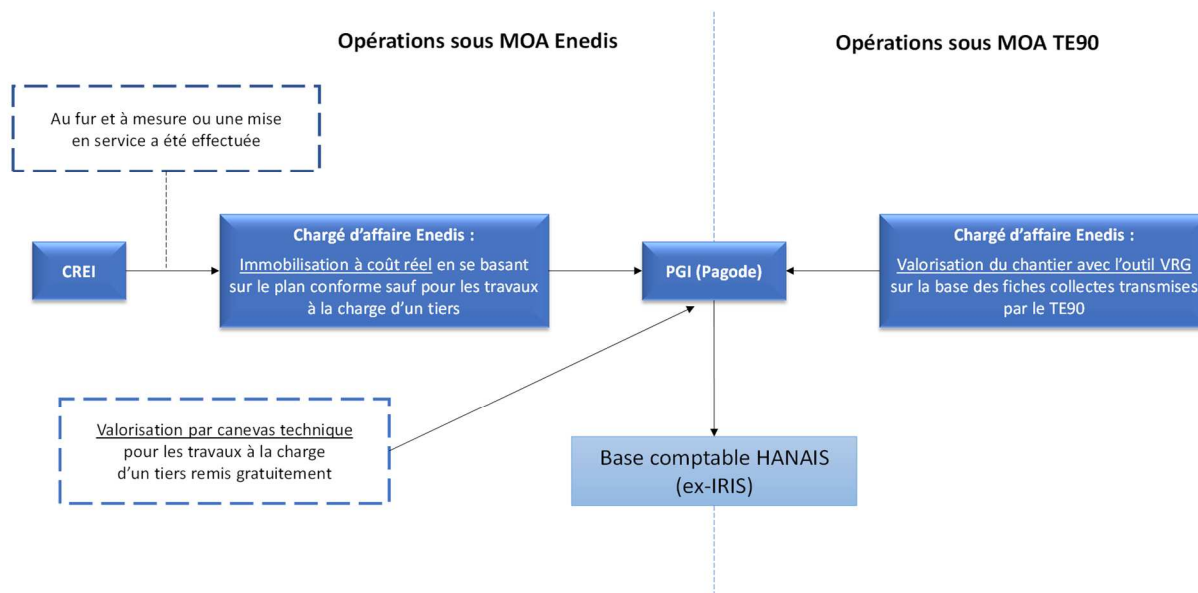 Opérations sous MOA Enedis
Opérations sous MOA TE90
Au fur et à mesure ou une mise
en service a été effectuée
CREI
Chargé d’affaire Enedis :
Immobilisation à coût réel en se basant
sur le plan conforme sauf pour les travaux
à la charge d’un tiers
PGI (Pagode)
Chargé d’affaire Enedis :
Valorisation du chantier avec l’outil VRG
sur la base des fiches collectes transmises
par le TE90
Valorisation par canevas technique
pour les travaux à la charge
d’un tiers remis gratuitement
Base comptable HANAIS
(ex-IRIS)